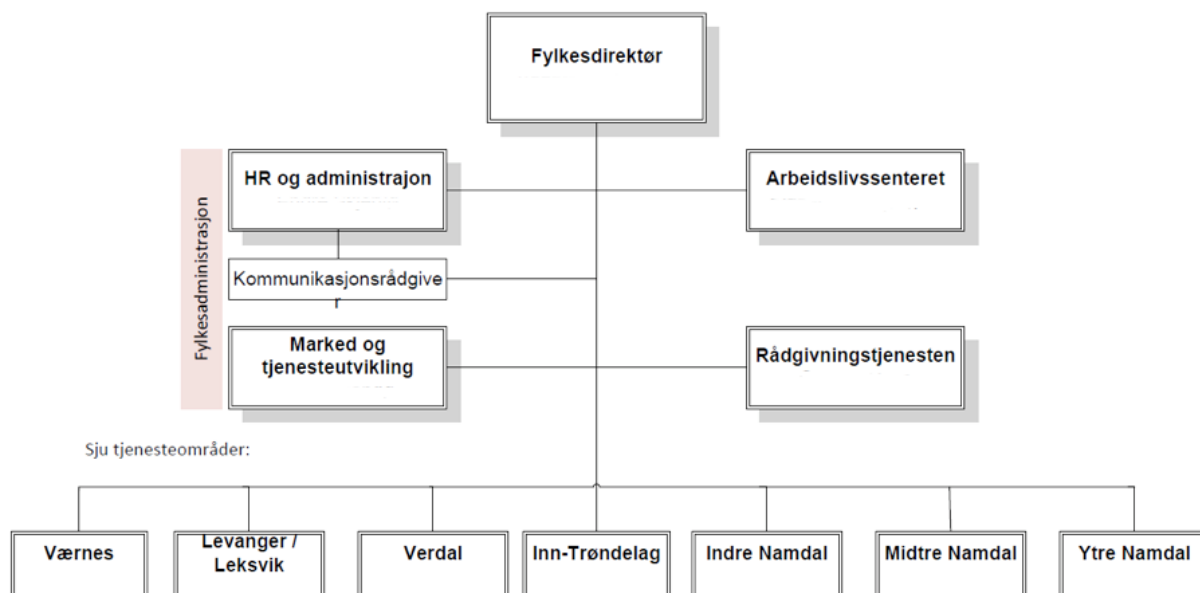 Fylkesdirektør
Fylkesadministrasjon
HR og administrajon
Arbeidslivssenteret
Kommunikasjonsrådgive
r
Marked og
tjenesteutvikling
Rådgivningstjenesten
Sju tjenesteområder:
Værnes
Levanger /
Leksvik
Verdal
Inn-Trøndelag
Indre Namdal
Midtre Namdal
Ytre Namdal